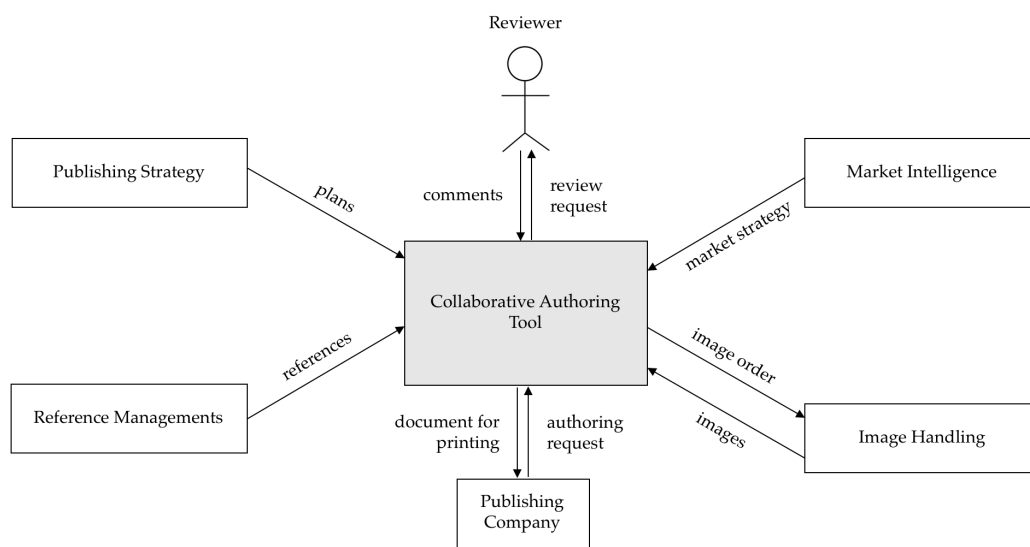 Reviewer
Publishing Strategy
Market Intelligence
plans
comments
review
request
market strategy
Collaborative Authoring
Tool
references
image order
Reference Managements
document for
printing
authoring
request
images
Image Handling
Publishing
Company